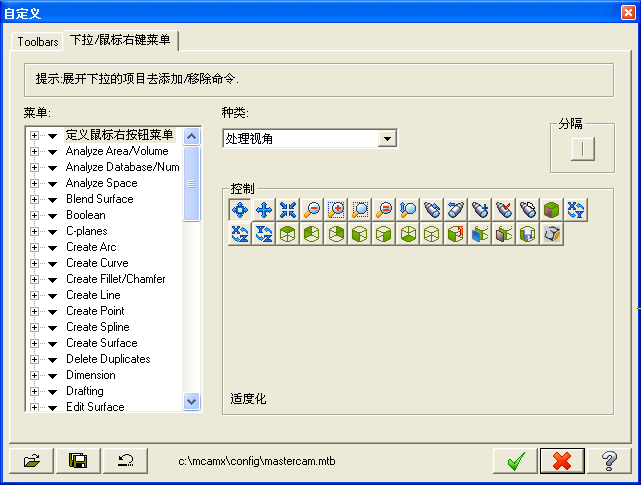 自定义
Toolbars 下拉/鼠标右键菜单
提示:展开下拉的项目去添加/移除命令.
菜单:
定义鼠标右按钮菜单
Analyze Area/Volume
Analyze Database/Num
Analyze Space
Blend Surface
Boolean
C-planes
Create Arc
Create Curve
Create Fillet/Chamfer
Create Line
Create Point
Create Spline
Create Surface
Delete Duplicates
Dimension
Drafting
Edit Surface
种类:
处理视角
分隔
控制
适度化
c:\mcamx\config\mastercam.mtb